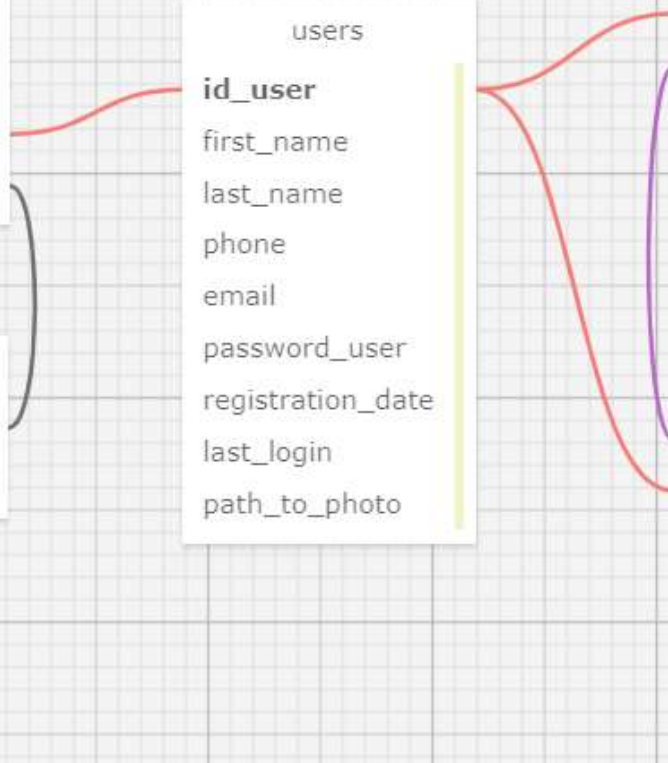 users
id_user
first_name
last_name
phone
email
password_user
registration_date
last_login
path_to_photo